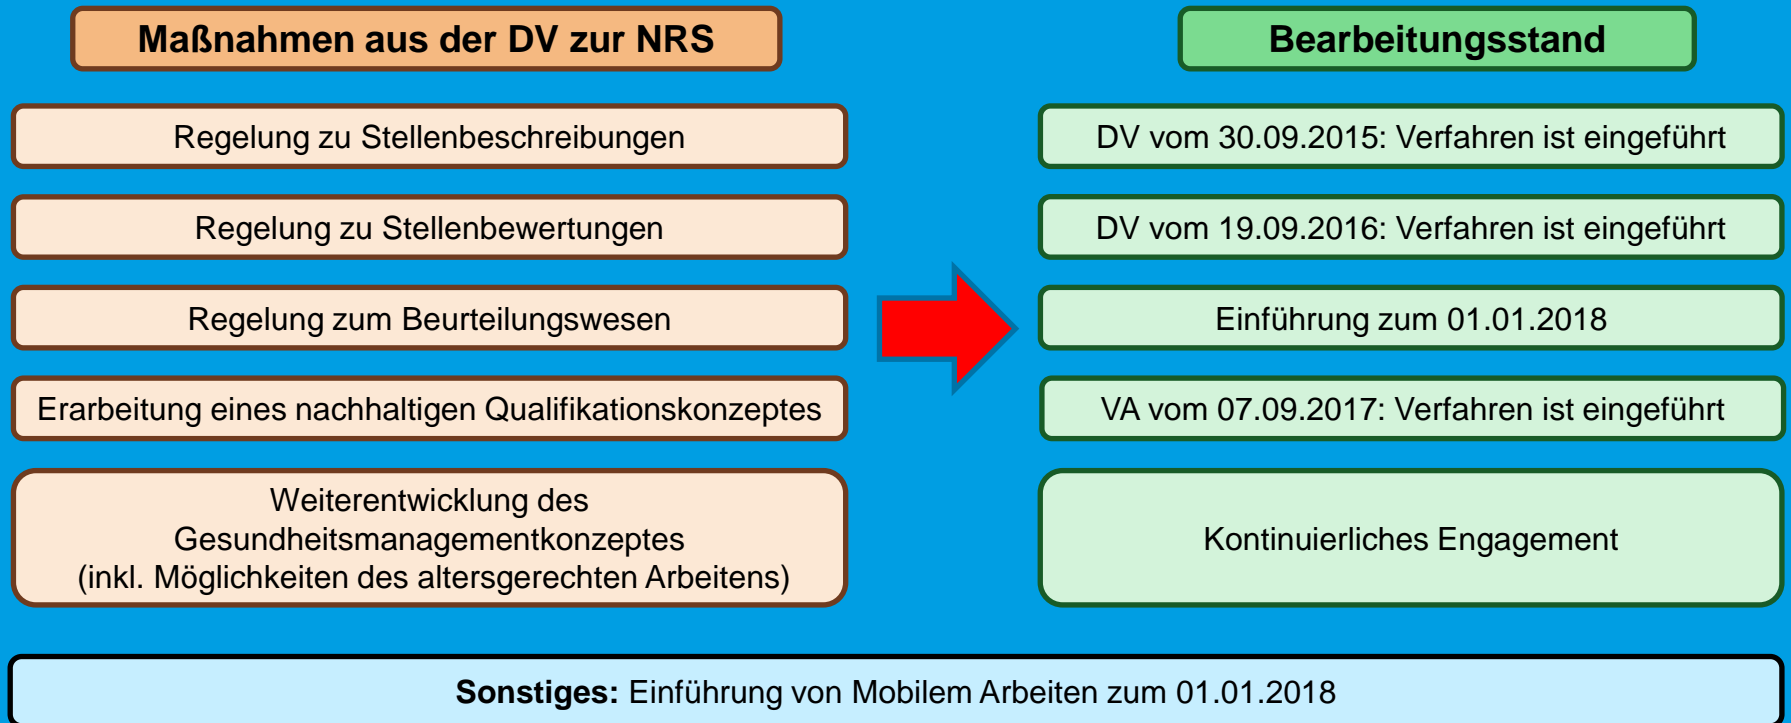 Maßnahmen aus der DV zur NRS
Bearbeitungsstand
Regelung zu Stellenbeschreibungen
DV vom 30.09.2015: Verfahren ist eingeführt
Regelung zu Stellenbewertungen
DV vom 19.09.2016: Verfahren ist eingeführt
Regelung zum Beurteilungswesen
Einführung zum 01.01.2018
Erarbeitung eines nachhaltigen Qualifikationskonzeptes
VA vom 07.09.2017: Verfahren ist eingeführt
Weiterentwicklung des
Gesundheitsmanagementkonzeptes
(inkl. Möglichkeiten des altersgerechten Arbeitens)
Kontinuierliches Engagement
Sonstiges: Einführung von Mobilem Arbeiten zum 01.01.2018